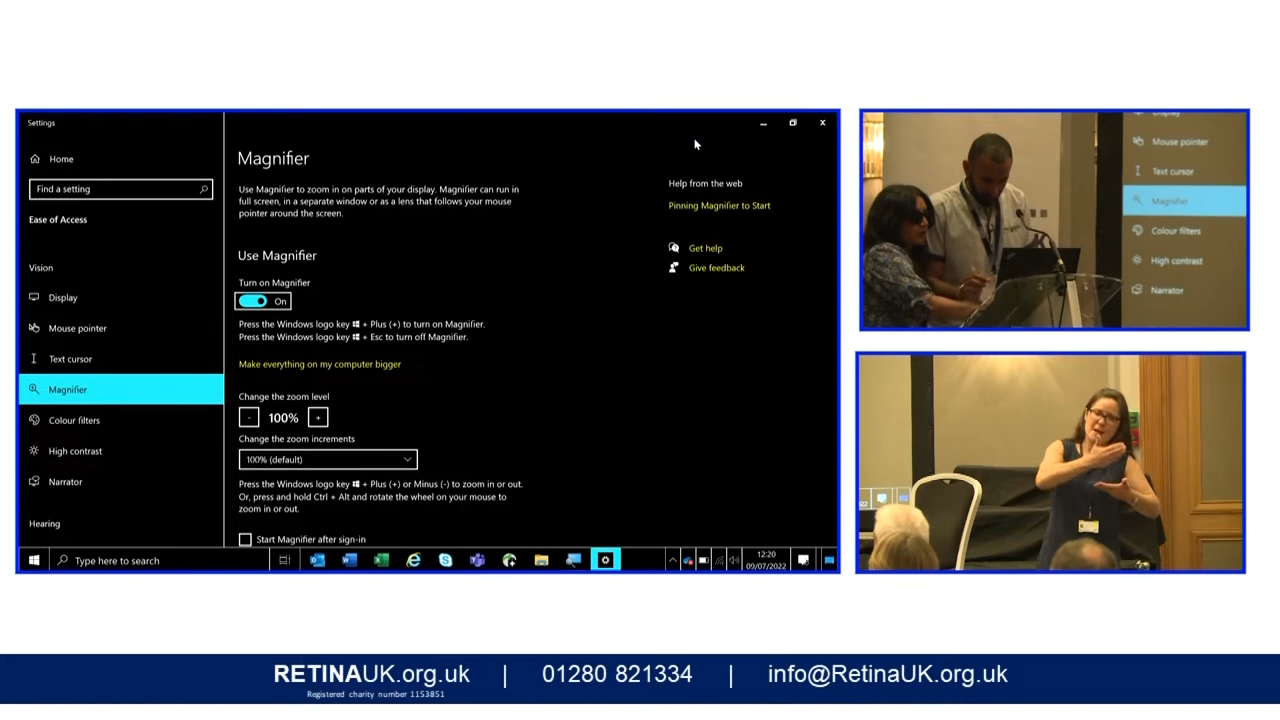 Settings
Home
Find a setting
Ease of Access
Vision
Display
Mouse pointer
Text cursor
Magnifier
Colour filters
High contrast
Narrator
Hearing
Magnifier
Use Magnifier to zoom in on parts of your display. Magnifier can run in
full screen, in a separate window or as a lens that follows your mouse
pointer around the screen.
Use Magnifier
Turn on Magnifier
On
Press the Windows logo key + Plus (+) to turn on Magnifier.
Press the Windows logo key + Esc to turn off Magnifier.
Make everything on my computer bigger
Change the zoom level
- 100% +
Change the zoom increments
100% (default)
Press the Windows logo key + Plus (+) or Minus (-) to zoom in or out.
Or, press and hold Ctrl + Alt and rotate the wheel on your mouse to
zoom in or out.
Start Magnifier after sign-in
Help from the web
Pinning Magnifier to Start
Get help
Give feedback
Type here to search
12:20
09/07/2022
Display
Mouse pointer
Text cursor
Magnifier
Colour filters
High contrast
Narrator
RETINAUK.org.uk | 01280 821334 | info@RetinaUK.org.uk
Registered charity number 1153851